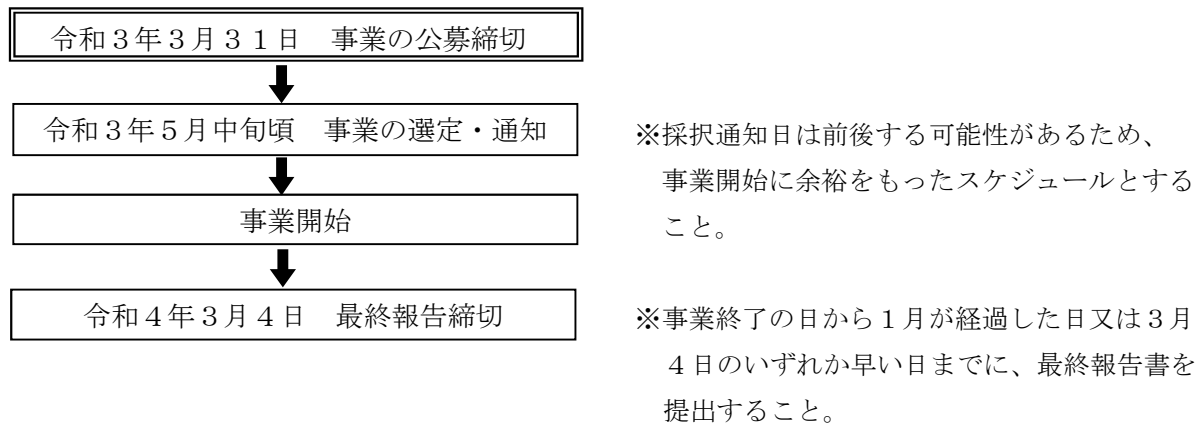 令和３年３月３１日　事業の公募締切
令和３年５月中旬頃　事業の選定・通知
※採択通知日は前後する可能性があるため、
事業開始に余裕をもったスケジュールとする
こと。
事業開始
令和４年３月４日　最終報告締切
※事業終了の日から１月が経過した日又は３月
４日のいずれか早い日までに、最終報告書を
提出すること。